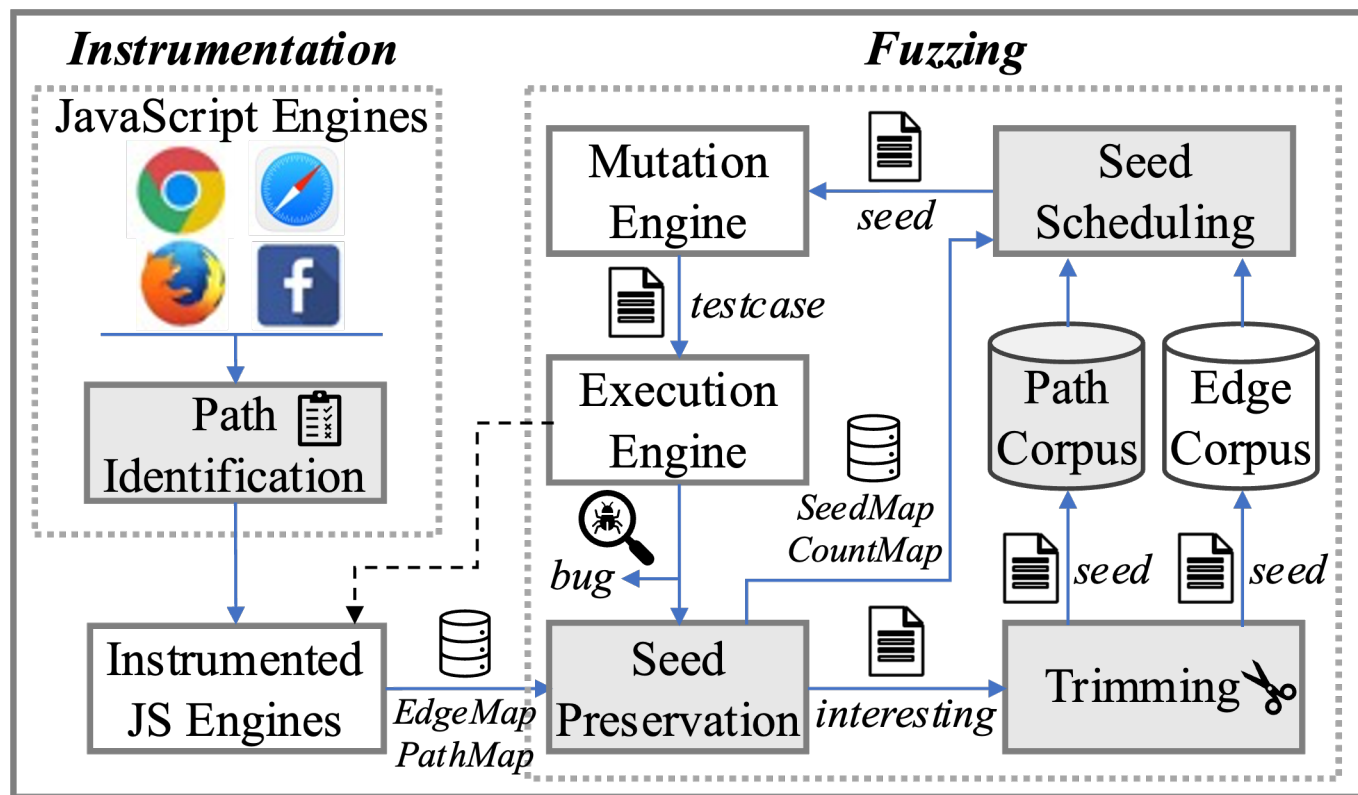 Instrumentation
Fuzzing
JavaScript Engines
Path
Identification
Instrumented
JS Engines
EdgeMap
PathMap
Mutation
Engine
seed
Seed
Scheduling
testcase
Execution
Engine
bug
SeedMap
CountMap
Path
Corpus
Edge
Corpus
seed
seed
Seed
Preservation
interesting
Trimming